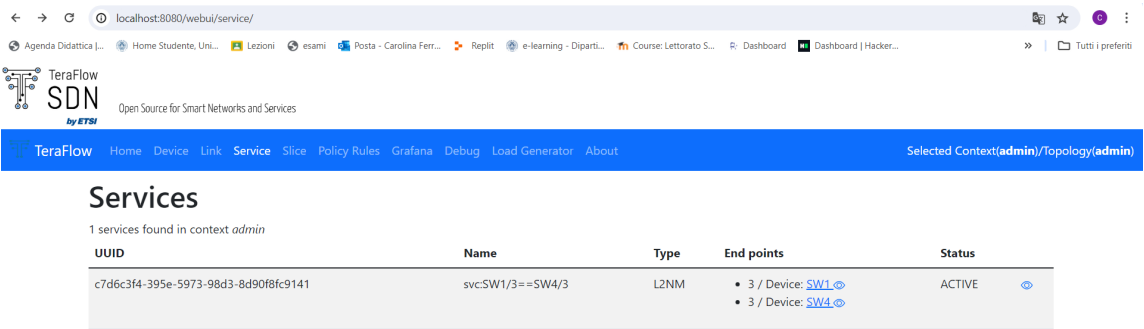 localhost:8080/webui/service/
C
Agenda Didattica |... Home Studente, Uni... Lezioni esami Posta - Carolina Ferr... Replit e-learning - Diparti... Course: Lettorato S... Dashboard Dashboard | Hacker... » Tutti i preferiti
TeraFlow
SDN
by ETSI
Open Source for Smart Networks and Services
TeraFlow Home Device Link Service Slice Policy Rules Grafana Debug Load Generator About Selected Context(admin)/Topology(admin)
Services
1 services found in context admin
UUID Name Type End points Status
c7d6c3f4-395e-5973-98d3-8d90f8fc9141 svc:SW1/3==SW4/3 L2NM • 3 / Device: SW1 ACTIVE
• 3 / Device: SW4